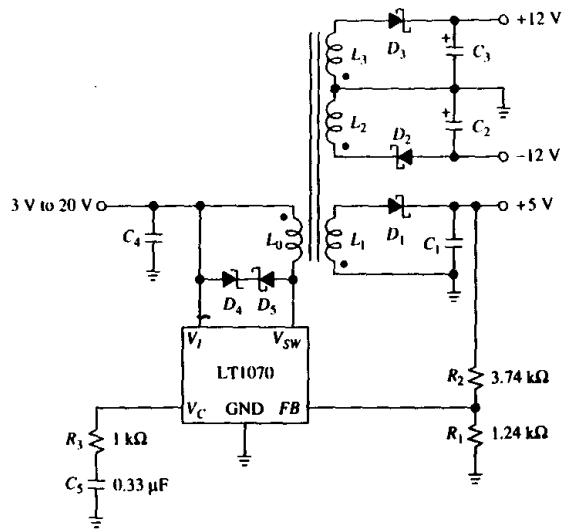 +12 V
D3
L3
C3
L2
C2
D2
−12 V
3 V to 20 V
+5 V
C4
L0
L1
D1
C1
D4
D5
VI
VSW
LT1070
R2
3.74 kΩ
VC
GND
FB
R3
1 kΩ
R1
1.24 kΩ
C5
0.33 μF